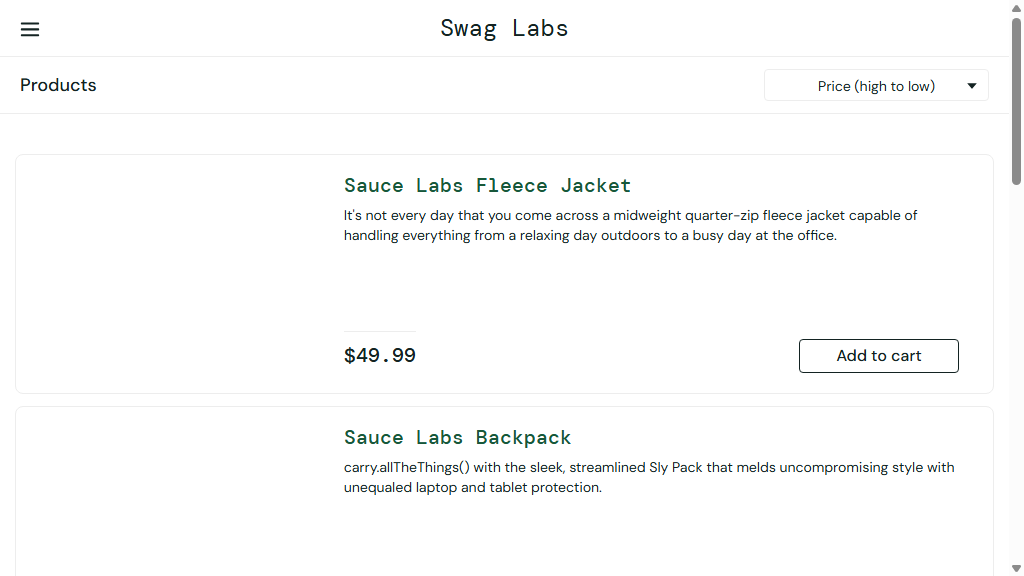 Swag Labs
Products
Price (high to low)
Sauce Labs Fleece Jacket
It's not every day that you come across a midweight quarter-zip fleece jacket capable of
handling everything from a relaxing day outdoors to a busy day at the office.
$49.99
Add to cart
Sauce Labs Backpack
carry.allTheThings() with the sleek, streamlined Sly Pack that melds uncompromising style with
unequaled laptop and tablet protection.